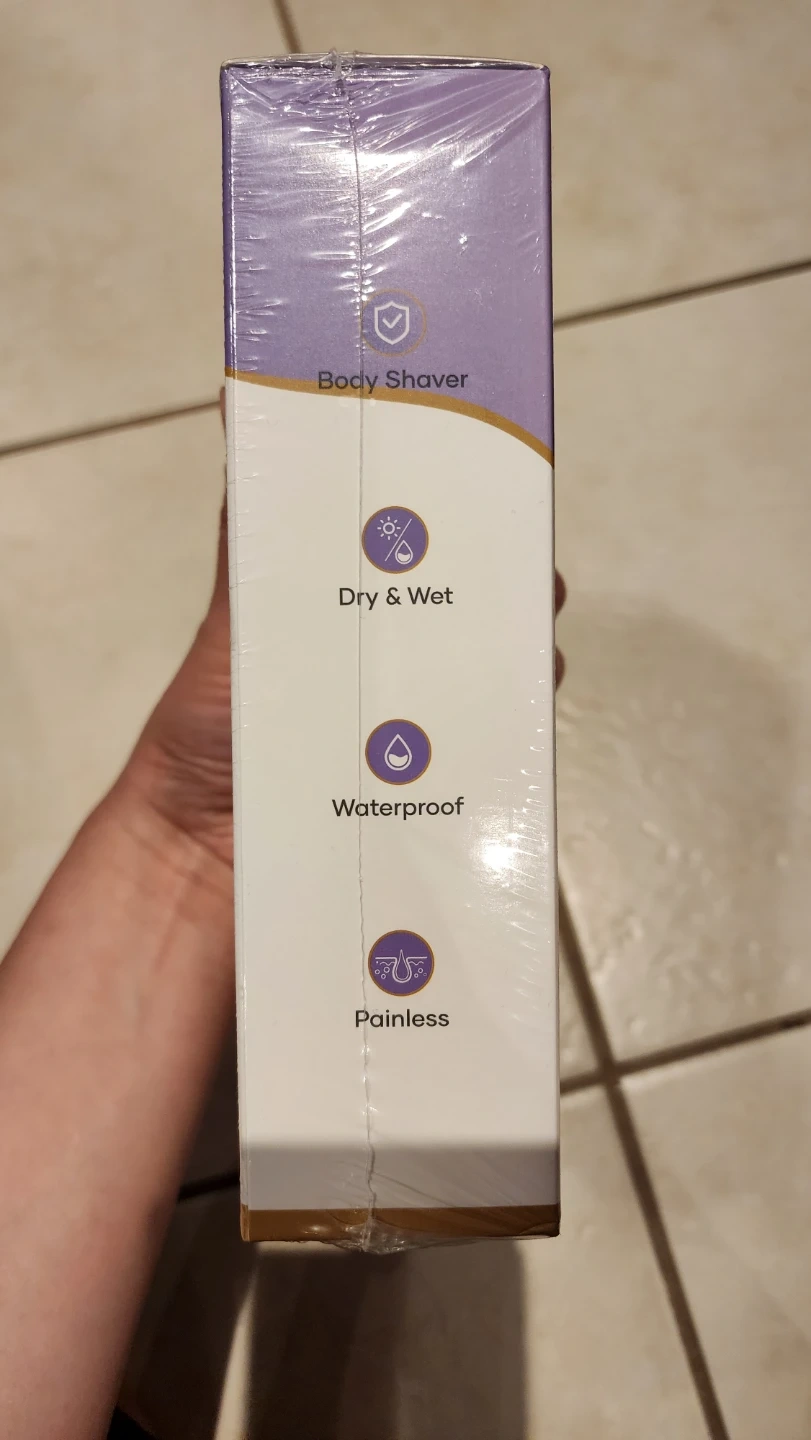 Body Shaver
Dry & Wet
Waterproof
Painless